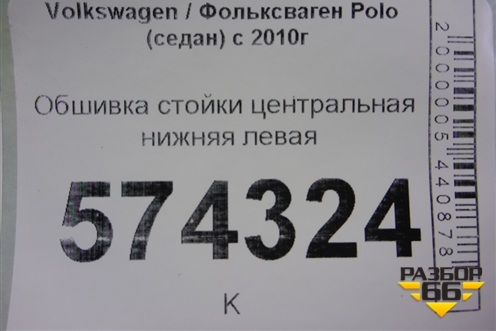 Volkswagen / Фольксваген Polo
(седан) с 2010г
Обшивка стойки центральная
нижняя левая
574324
К
2000005440878
РАЗБОР
66